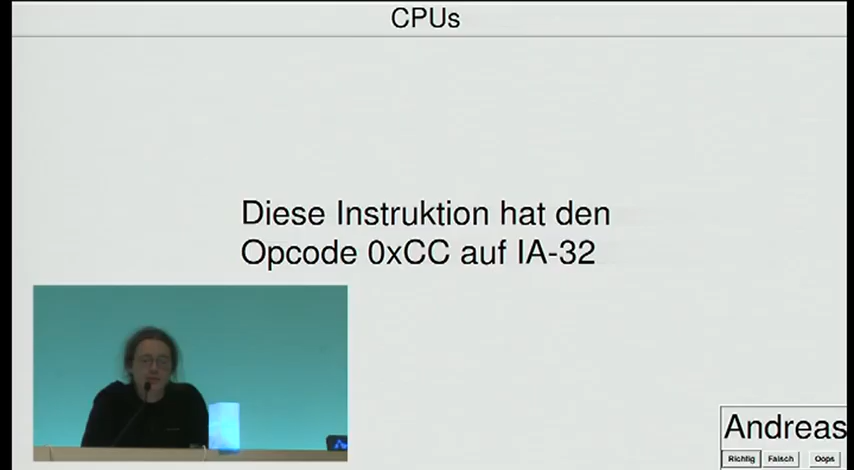 CPUs
Diese Instruktion hat den
Opcode 0xCC auf IA-32
Andreas
Richtig Falsch Oops